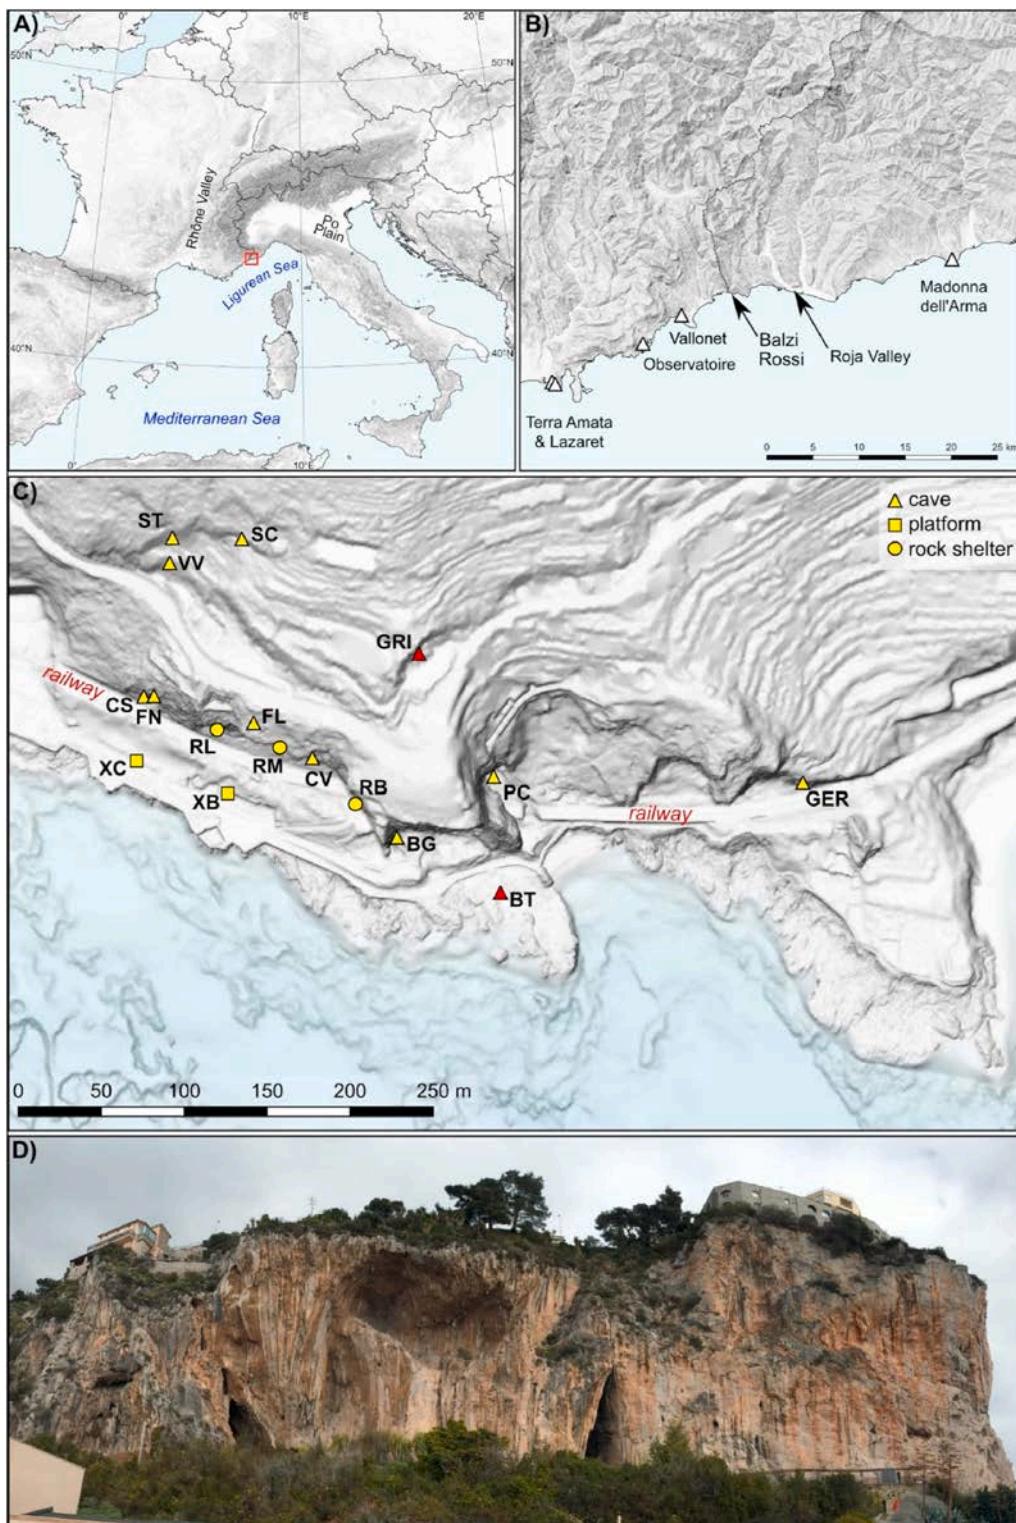 A)
0°
10°E
20°E
50°N
50°N
Rhône Valley
Po
Plain
Ligurean Sea
40°N
40°N
Mediterranean Sea
0°
10°E
B)
Madonna
dell'Arma
Vallonet
Balzi
Rossi
Roja Valley
Observatoire
Terra Amata
& Lazaret
0 5 10 15 20 25 km
C)
cave
platform
rock shelter
ST
SC
VV
GRI
railway
CS
FN
FL
RL
RM
XC
CV
PC
XB
RB
GER
railway
BG
BT
0 50 100 150 200 250 m
D)